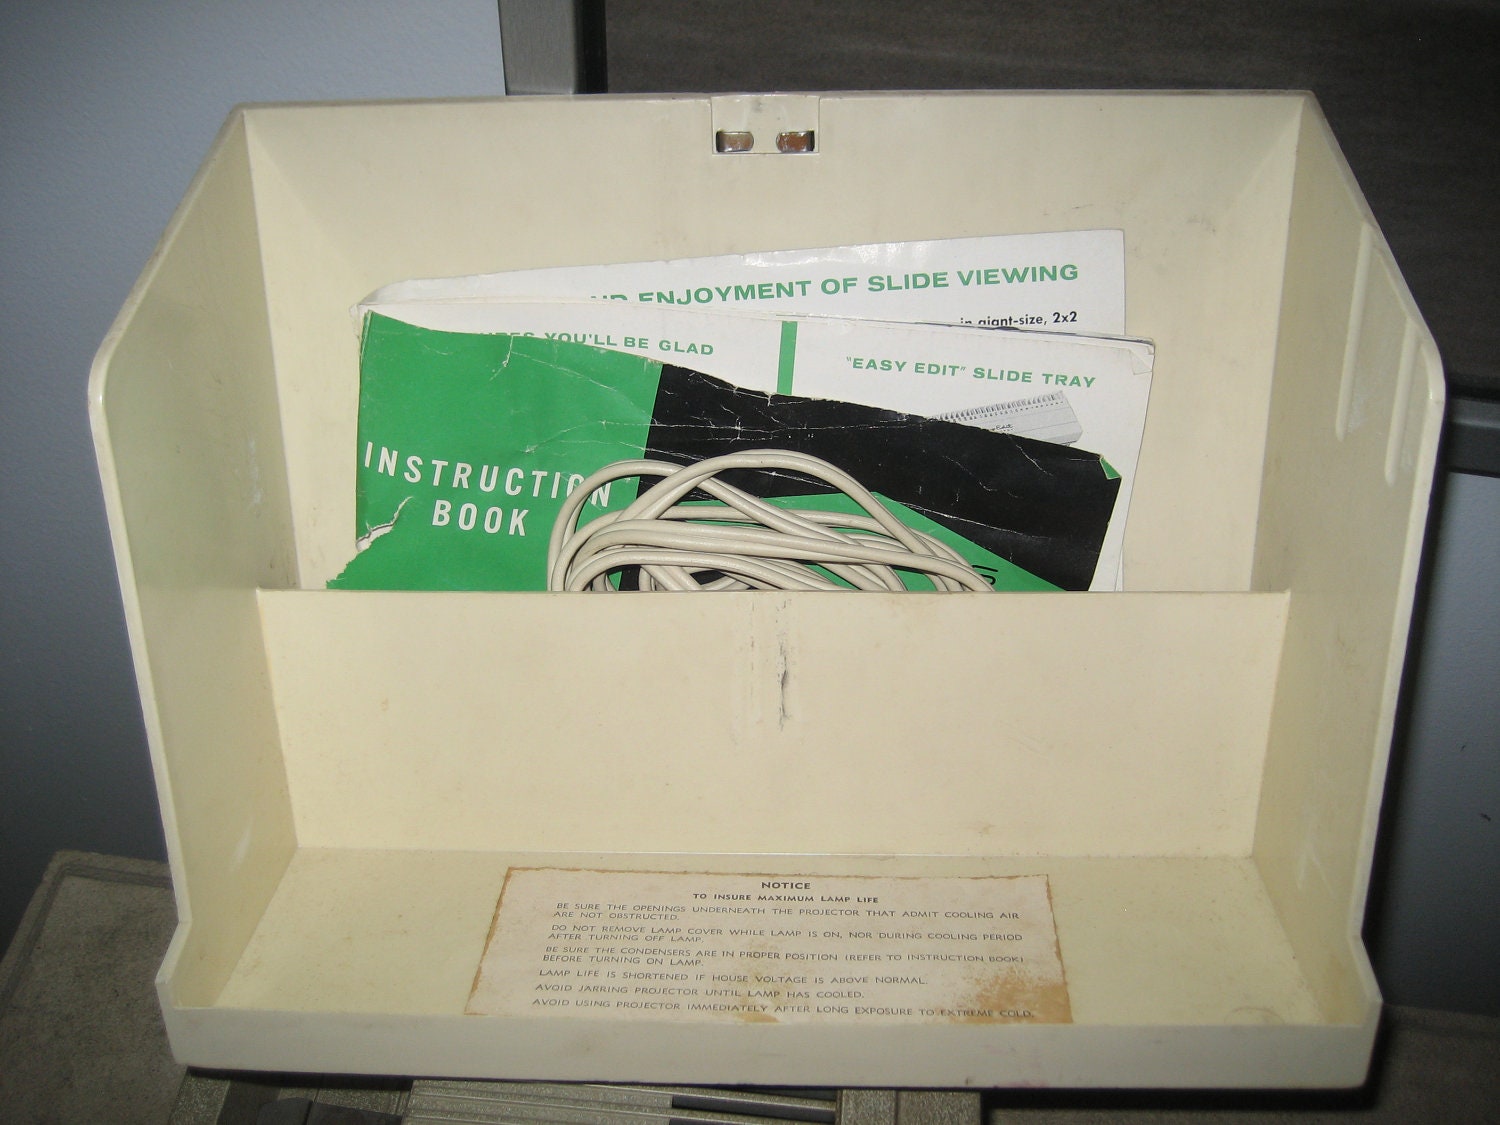 ENJOYMENT OF SLIDE VIEWING
in giant-size, 2x2
YOU'LL BE GLAD
"EASY EDIT" SLIDE TRAY
INSTRUCTION
BOOK
NOTICE
TO INSURE MAXIMUM LAMP LIFE
BE SURE THE OPENINGS UNDERNEATH THE PROJECTOR THAT ADMIT COOLING AIR
ARE NOT OBSTRUCTED.
DO NOT REMOVE LAMP COVER WHILE LAMP IS ON, NOR DURING COOLING PERIOD
AFTER TURNING OFF LAMP.
BE SURE THE CONDENSERS ARE IN PROPER POSITION (REFER TO INSTRUCTION BOOK)
BEFORE TURNING ON LAMP.
LAMP LIFE IS SHORTENED IF HOUSE VOLTAGE IS ABOVE NORMAL.
AVOID JARRING PROJECTOR UNTIL LAMP HAS COOLED.
AVOID USING PROJECTOR IMMEDIATELY AFTER LONG EXPOSURE TO EXTREME COLD.